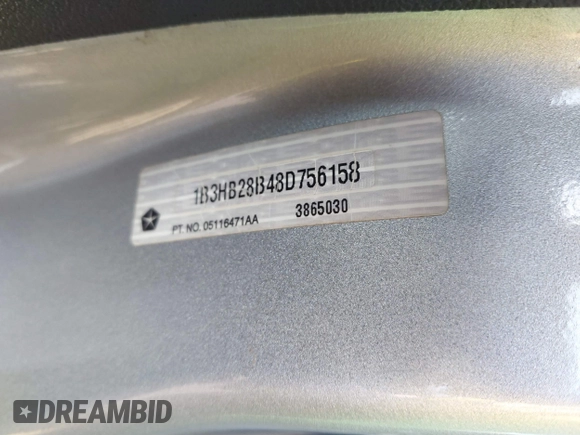 1B3HB28B48D756158
PT. NO. 05116471AA 3865030
DREAMBID